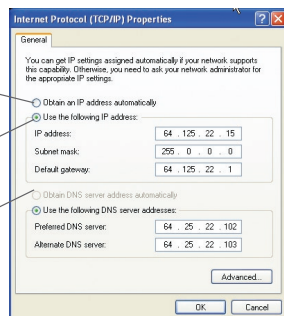 Internet Protocol (TCP/IP) Properties
General
You can get IP settings assigned automatically if your network supports
this capability. Otherwise, you need to ask your network administrator for
the appropriate IP settings.
Obtain an IP address automatically
Use the following IP address:
IP address: 64 . 125 . 22 . 15
Subnet mask: 255 . 0 . 0 . 0
Default gateway: 64 . 125 . 22 . 1
Obtain DNS server address automatically
Use the following DNS server addresses:
Preferred DNS server: 64 . 25 . 22 . 102
Alternate DNS server: 64 . 25 . 22 . 103
Advanced...
OK Cancel